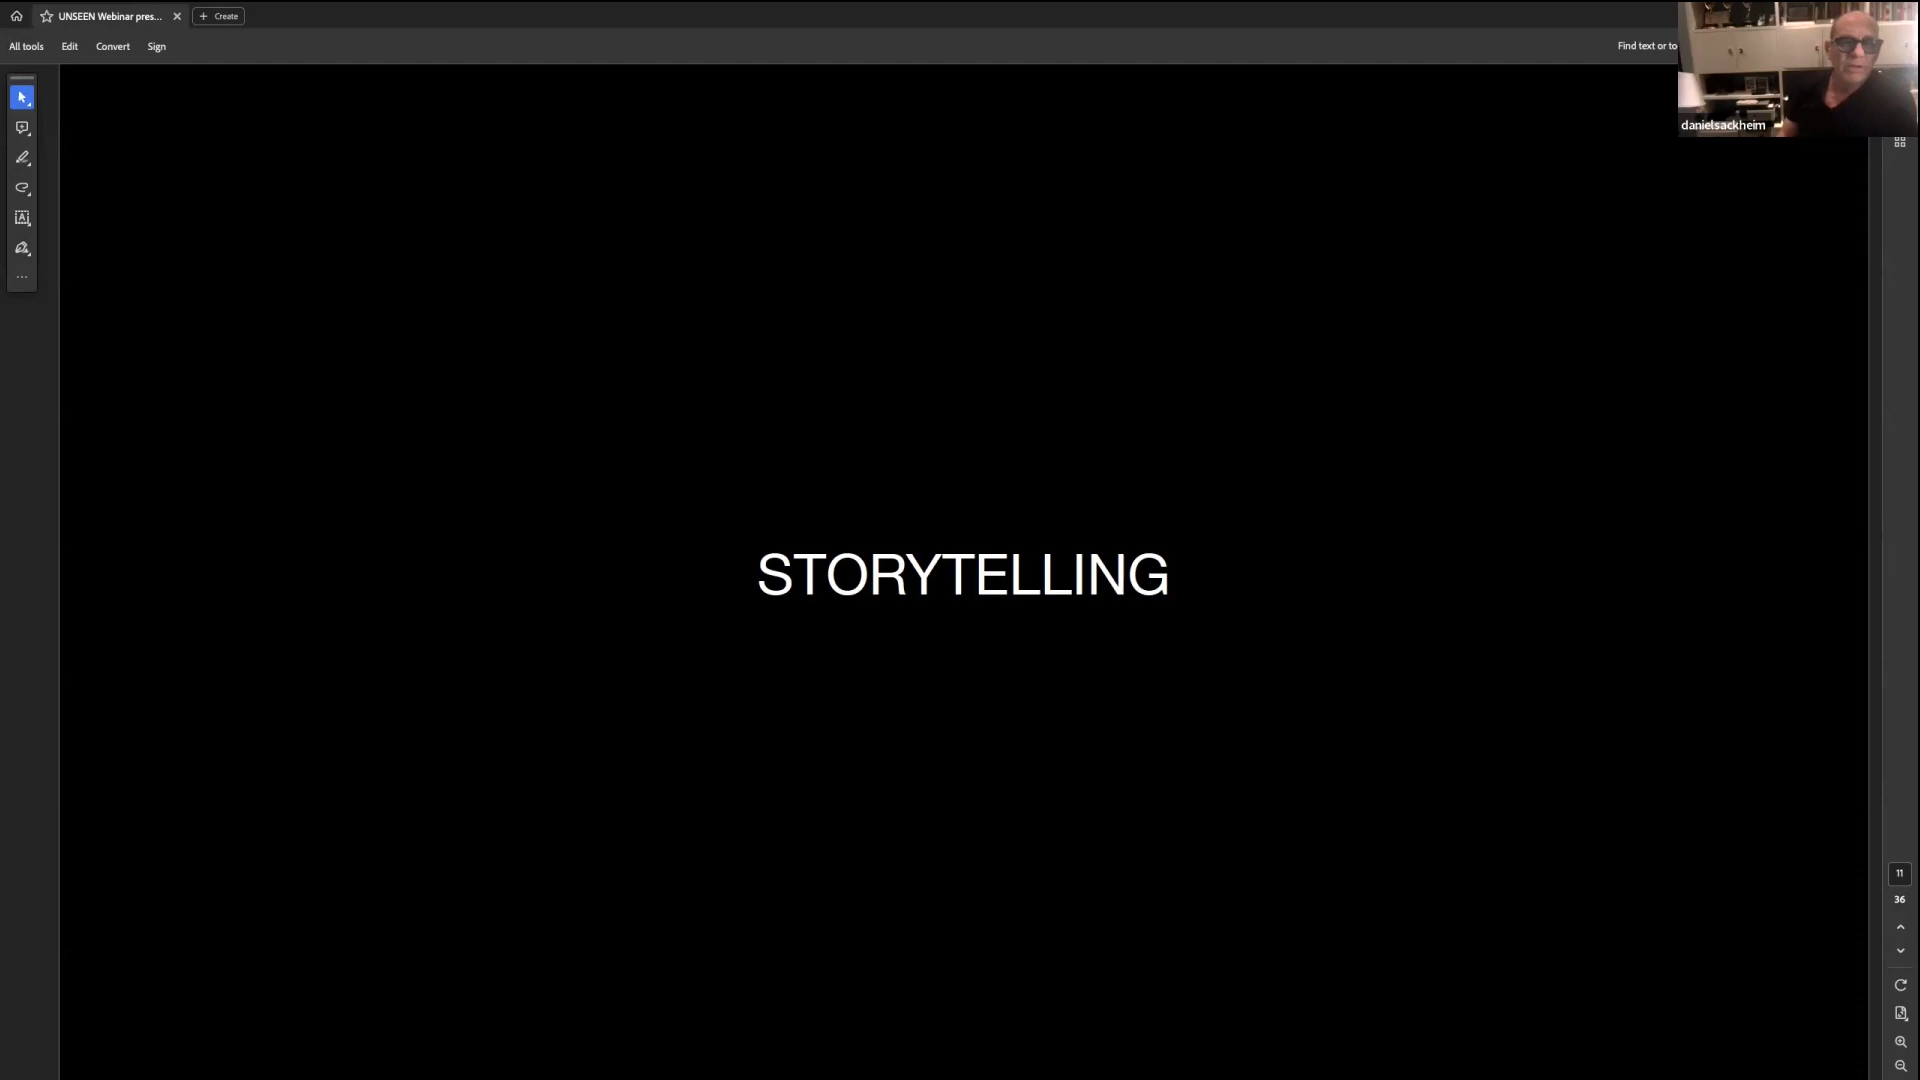 UNSEEN Webinar pres...
Create
All tools
Edit
Convert
Sign
Find text or to
danielsackheim
STORYTELLING
11
36